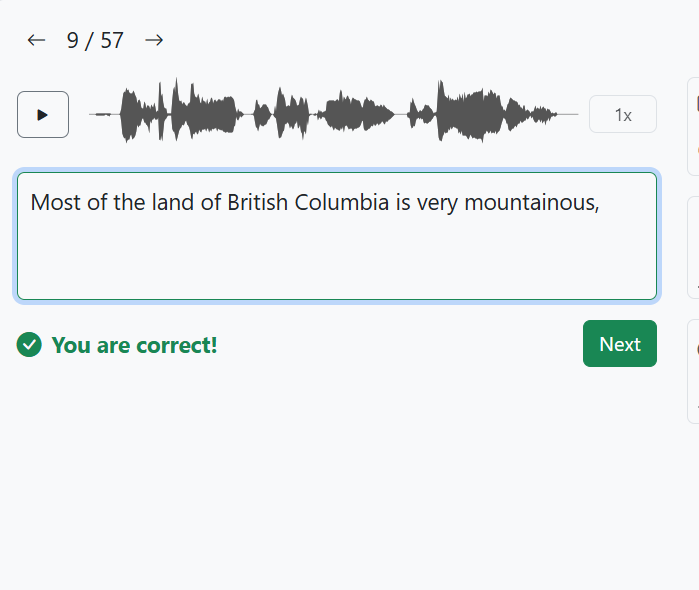 9 / 57
1x
Most of the land of British Columbia is very mountainous,
You are correct!
Next